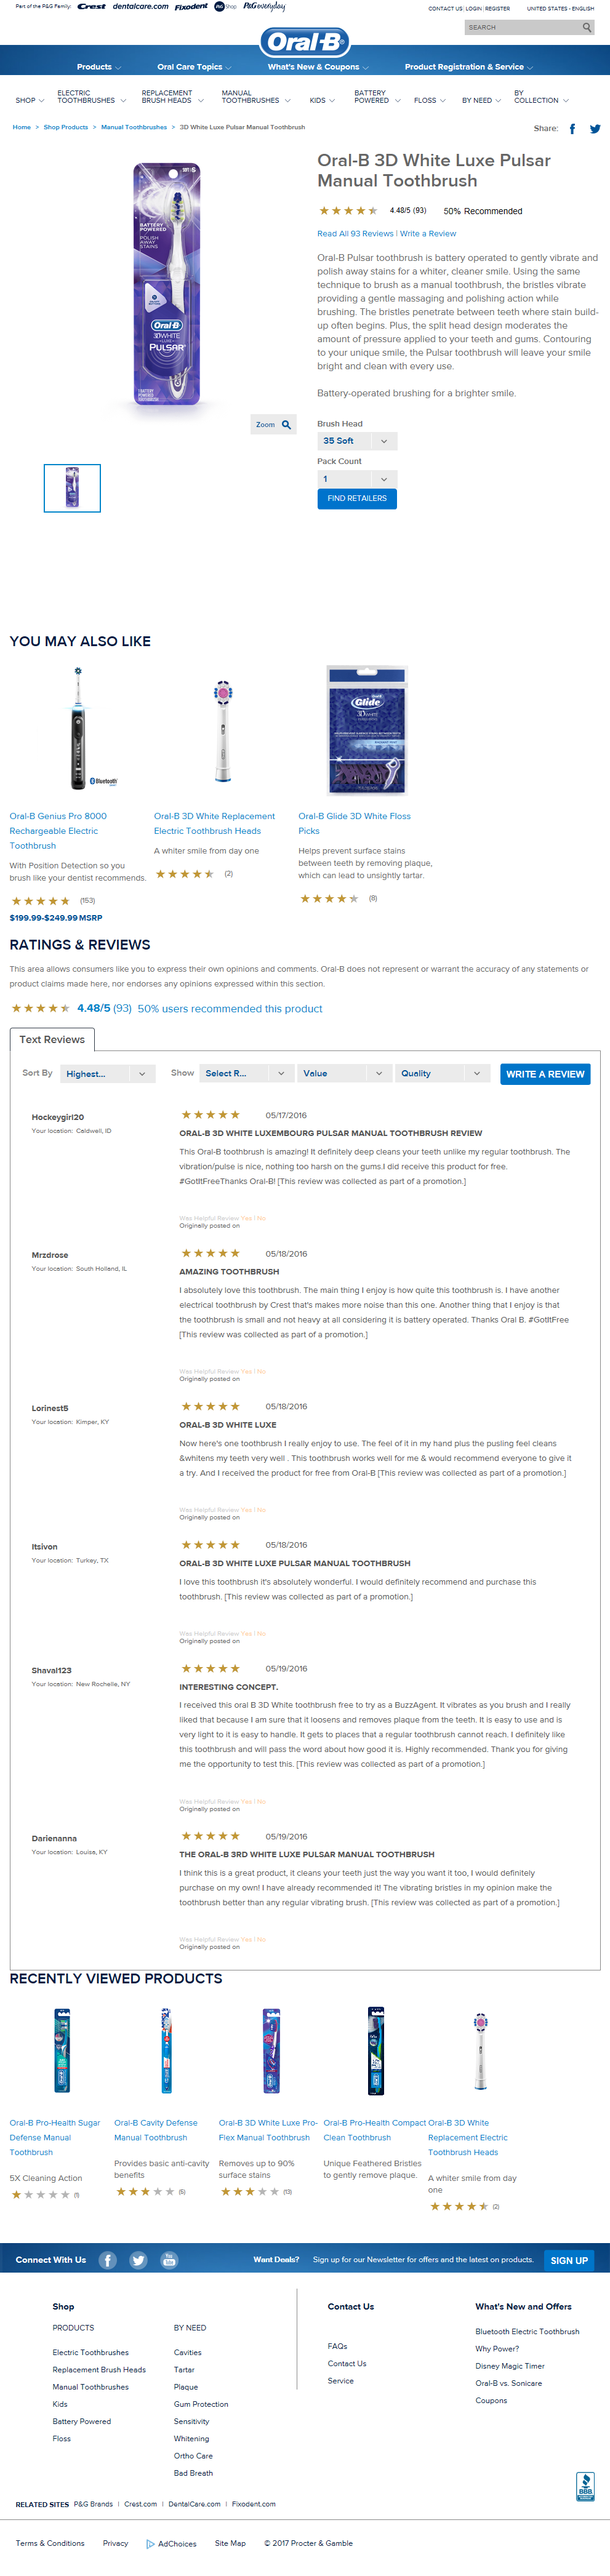 Part of the P&G Family: Crest dentalcare.com Fixodent P&G Shop P&G everyday
CONTACT US | LOGIN | REGISTER UNITED STATES - ENGLISH
SEARCH
Oral-B
Products Oral Care Topics What's New & Coupons Product Registration & Service
SHOP ELECTRIC TOOTHBRUSHES REPLACEMENT BRUSH HEADS MANUAL TOOTHBRUSHES KIDS BATTERY POWERED FLOSS BY NEED BY COLLECTION
Home > Shop Products > Manual Toothbrushes > 3D White Luxe Pulsar Manual Toothbrush
Share:
Oral-B 3D White Luxe Pulsar
Manual Toothbrush
4.48/5 (93) 50% Recommended
Read All 93 Reviews | Write a Review
Oral-B Pulsar toothbrush is battery operated to gently vibrate and
polish away stains for a whiter, cleaner smile. Using the same
technique to brush as a manual toothbrush, the bristles vibrate
providing a gentle massaging and polishing action while
brushing. The bristles penetrate between teeth where stain build-
up often begins. Plus, the split head design moderates the
amount of pressure applied to your teeth and gums. Contouring
to your unique smile, the Pulsar toothbrush will leave your smile
bright and clean with every use.
Battery-operated brushing for a brighter smile.
BATTERY
POWERED
POLISH
AWAY
STAINS
Oral-B
3DWHITE
LUXE
PULSAR
Zoom
Brush Head
35 Soft
Pack Count
1
FIND RETAILERS
YOU MAY ALSO LIKE
Bluetooth
Glide
Oral-B Genius Pro 8000
Rechargeable Electric
Toothbrush
With Position Detection so you
brush like your dentist recommends.
(153)
$199.99-$249.99 MSRP
Oral-B 3D White Replacement
Electric Toothbrush Heads
A whiter smile from day one
(2)
Oral-B Glide 3D White Floss
Picks
Helps prevent surface stains
between teeth by removing plaque,
which can lead to unsightly tartar.
(8)
RATINGS & REVIEWS
This area allows consumers like you to express their own opinions and comments. Oral-B does not represent or warrant the accuracy of any statements or
product claims made here, nor endorses any opinions expressed within this section.
4.48/5 (93) 50% users recommended this product
Text Reviews
Sort By Highest... Show Select R... Value Quality WRITE A REVIEW
Hockeygirl20
Your location: Caldwell, ID
05/17/2016
ORAL-B 3D WHITE LUXEMBOURG PULSAR MANUAL TOOTHBRUSH REVIEW
This Oral-B toothbrush is amazing! It definitely deep cleans your teeth unlike my regular toothbrush. The
vibration/pulse is nice, nothing too harsh on the gums.I did receive this product for free.
#GotItFreeThanks Oral-B! [This review was collected as part of a promotion.]
Was Helpful Review Yes | No
Originally posted on
Mrzdrose
Your location: South Holland, IL
05/18/2016
AMAZING TOOTHBRUSH
I absolutely love this toothbrush. The main thing I enjoy is how quite this toothbrush is. I have another
electrical toothbrush by Crest that's makes more noise than this one. Another thing that I enjoy is that
the toothbrush is small and not heavy at all considering it is battery operated. Thanks Oral B. #GotItFree
[This review was collected as part of a promotion.]
Was Helpful Review Yes | No
Originally posted on
Lorinest5
Your location: Kimper, KY
05/18/2016
ORAL-B 3D WHITE LUXE
Now here's one toothbrush I really enjoy to use. The feel of it in my hand plus the pusling feel cleans
&whitens my teeth very well . This toothbrush works well for me & would recommend everyone to give it
a try. And I received the product for free from Oral-B [This review was collected as part of a promotion.]
Was Helpful Review Yes | No
Originally posted on
Itsivon
Your location: Turkey, TX
05/18/2016
ORAL-B 3D WHITE LUXE PULSAR MANUAL TOOTHBRUSH
I love this toothbrush it's absolutely wonderful. I would definitely recommend and purchase this
toothbrush. [This review was collected as part of a promotion.]
Was Helpful Review Yes | No
Originally posted on
Shaval123
Your location: New Rochelle, NY
05/19/2016
INTERESTING CONCEPT.
I received this oral B 3D White toothbrush free to try as a BuzzAgent. It vibrates as you brush and I really
liked that because I am sure that it loosens and removes plaque from the teeth. It is easy to use and is
very light to it is easy to handle. It gets to places that a regular toothbrush cannot reach. I definitely like
this toothbrush and will pass the word about how good it is. Highly recommended. Thank you for giving
me the opportunity to test this. [This review was collected as part of a promotion.]
Was Helpful Review Yes | No
Originally posted on
Darienanna
Your location: Louisa, KY
05/19/2016
THE ORAL-B 3RD WHITE LUXE PULSAR MANUAL TOOTHBRUSH
I think this is a great product, it cleans your teeth just the way you want it too, I would definitely
purchase on my own! I have already recommended it! The vibrating bristles in my opinion make the
toothbrush better than any regular vibrating brush. [This review was collected as part of a promotion.]
Was Helpful Review Yes | No
Originally posted on
RECENTLY VIEWED PRODUCTS
Oral-B Pro-Health Sugar
Defense Manual
Toothbrush
5X Cleaning Action
(1)
Oral-B Cavity Defense
Manual Toothbrush
Provides basic anti-cavity
benefits
(5)
Oral-B 3D White Luxe Pro-
Flex Manual Toothbrush
Removes up to 90%
surface stains
(13)
Oral-B Pro-Health Compact
Clean Toothbrush
Unique Feathered Bristles
to gently remove plaque.
Oral-B 3D White
Replacement Electric
Toothbrush Heads
A whiter smile from day
one
(2)
Connect With Us You Tube Want Deals? Sign up for our Newsletter for offers and the latest on products. SIGN UP
Shop
PRODUCTS
Electric Toothbrushes
Replacement Brush Heads
Manual Toothbrushes
Kids
Battery Powered
Floss
BY NEED
Cavities
Tartar
Plaque
Gum Protection
Sensitivity
Whitening
Ortho Care
Bad Breath
Contact Us
FAQs
Contact Us
Service
What's New and Offers
Bluetooth Electric Toothbrush
Why Power?
Disney Magic Timer
Oral-B vs. Sonicare
Coupons
BBB
RELATED SITES P&G Brands | Crest.com | DentalCare.com | Fixodent.com
Terms & Conditions Privacy AdChoices Site Map © 2017 Procter & Gamble